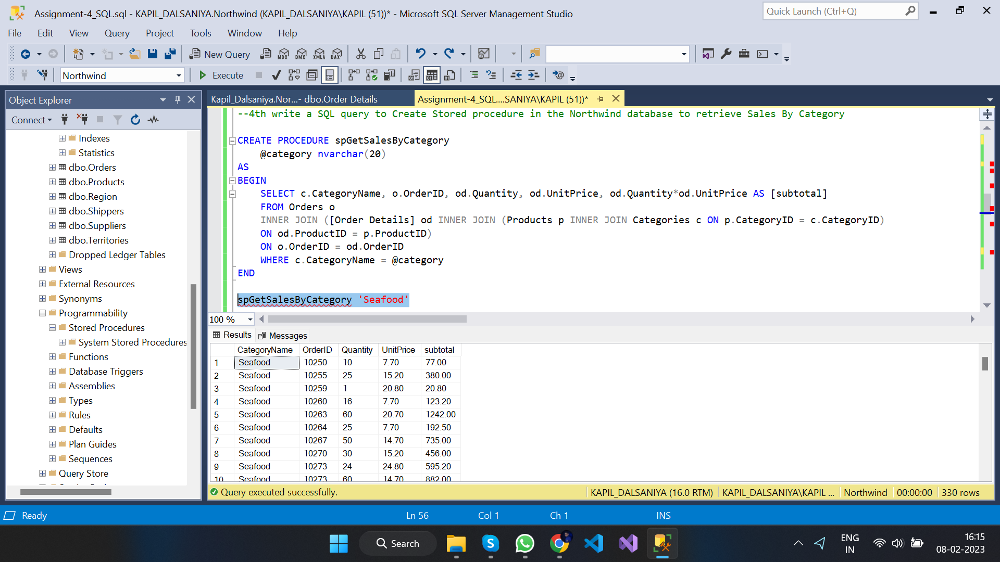 Assignment-4_SQL.sql - KAPIL_DALSANIYA.Northwind (KAPIL_DALSANIYA\KAPIL (51))* - Microsoft SQL Server Management Studio
Quick Launch (Ctrl+Q)
File Edit View Query Project Tools Window Help
New Query MDX DMX XMLA DAX
Northwind Execute
Object Explorer
Connect
Indexes
Statistics
dbo.Orders
dbo.Products
dbo.Region
dbo.Shippers
dbo.Suppliers
dbo.Territories
Dropped Ledger Tables
Views
External Resources
Synonyms
Programmability
Stored Procedures
System Stored Procedures
Functions
Database Triggers
Assemblies
Types
Rules
Defaults
Plan Guides
Sequences
Query Store
Kapil_Dalsaniya.Nor...- dbo.Order Details
Assignment-4_SQL....SANIYA\KAPIL (51))*
--4th write a SQL query to Create Stored procedure in the Northwind database to retrieve Sales By Category
CREATE PROCEDURE spGetSalesByCategory
@category nvarchar(20)
AS
BEGIN
SELECT c.CategoryName, o.OrderID, od.Quantity, od.UnitPrice, od.Quantity*od.UnitPrice AS [subtotal]
FROM Orders o
INNER JOIN ([Order Details] od INNER JOIN (Products p INNER JOIN Categories c ON p.CategoryID = c.CategoryID)
ON od.ProductID = p.ProductID)
ON o.OrderID = od.OrderID
WHERE c.CategoryName = @category
END
spGetSalesByCategory 'Seafood'
100 %
Results Messages
CategoryName OrderID Quantity UnitPrice subtotal
1 Seafood 10250 10 7.70 77.00
2 Seafood 10255 25 15.20 380.00
3 Seafood 10259 1 20.80 20.80
4 Seafood 10260 16 7.70 123.20
5 Seafood 10263 60 20.70 1242.00
6 Seafood 10264 25 7.70 192.50
7 Seafood 10267 50 14.70 735.00
8 Seafood 10270 30 15.20 456.00
9 Seafood 10273 24 24.80 595.20
10 Seafood 10273 60 14.70 882.00
Query executed successfully. KAPIL_DALSANIYA (16.0 RTM) KAPIL_DALSANIYA\KAPIL ... Northwind 00:00:00 330 rows
Ready Ln 56 Col 1 Ch 1 INS
Search
ENG
IN
16:15
08-02-2023